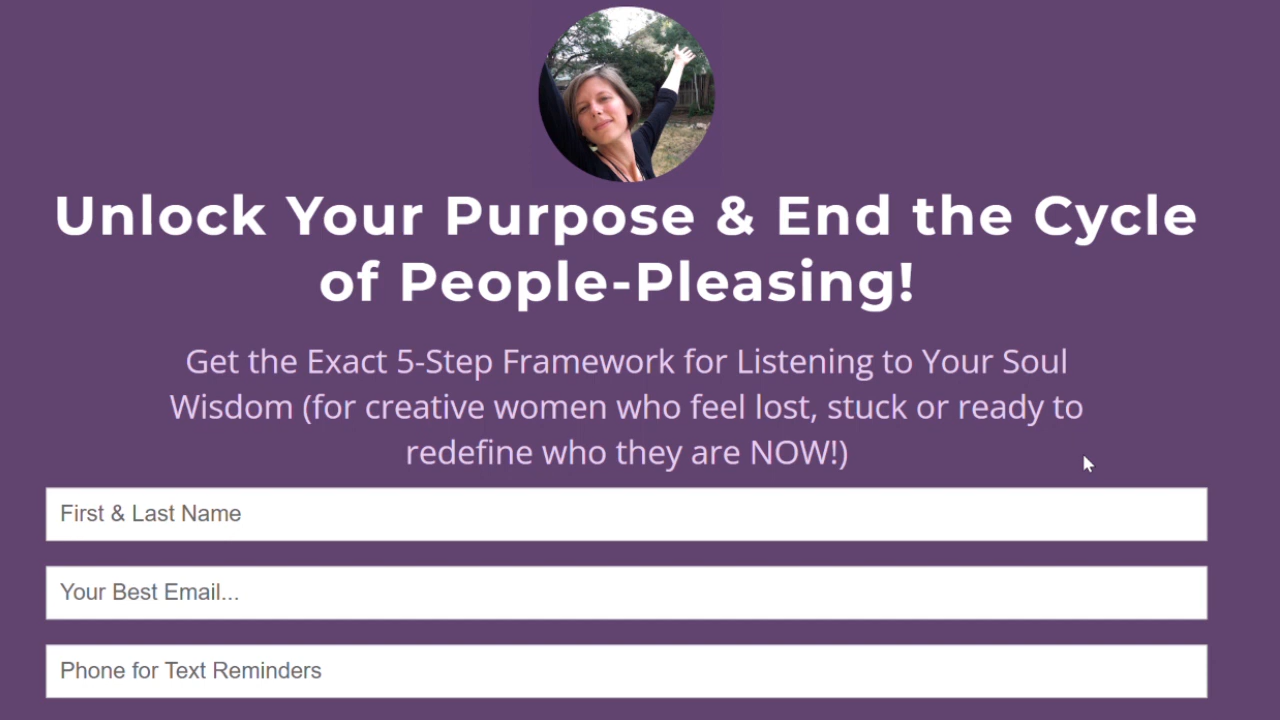 Unlock Your Purpose & End the Cycle
of People-Pleasing!
Get the Exact 5-Step Framework for Listening to Your Soul
Wisdom (for creative women who feel lost, stuck or ready to
redefine who they are NOW!)
First & Last Name
Your Best Email...
Phone for Text Reminders